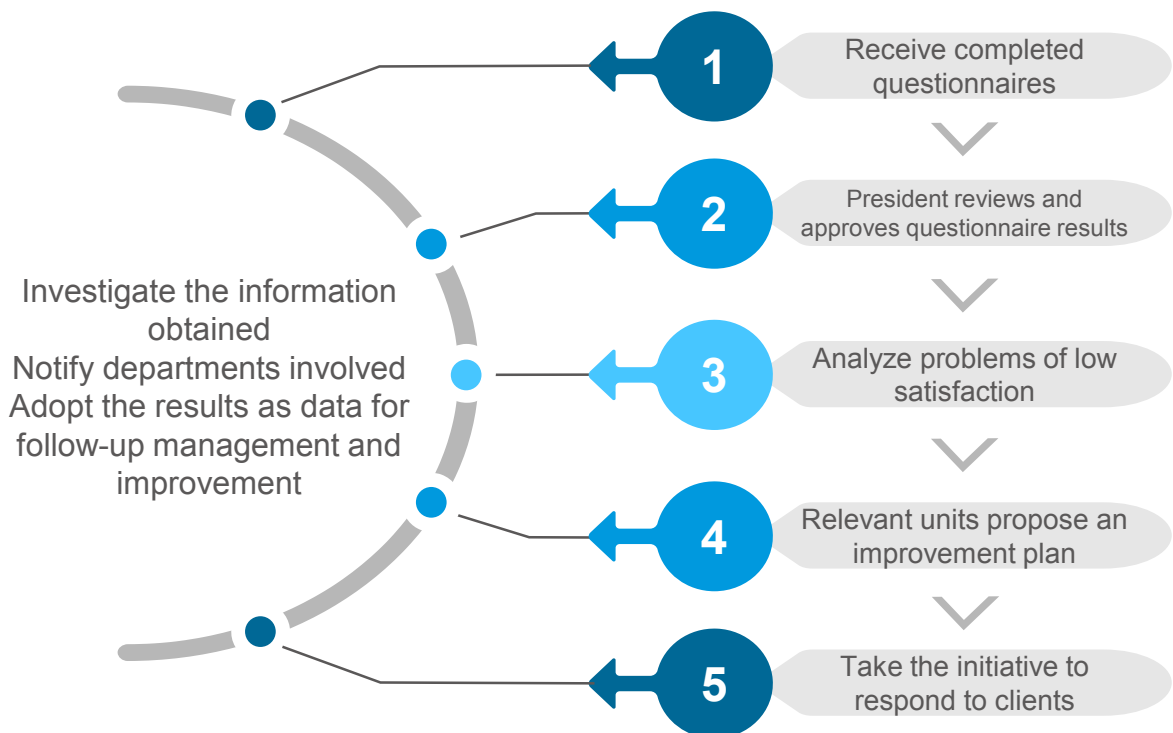 Investigate the information
obtained
Notify departments involved
Adopt the results as data for
follow-up management and
improvement
1
Receive completed
questionnaires
2
President reviews and
approves questionnaire results
3
Analyze problems of low
satisfaction
4
Relevant units propose an
improvement plan
5
Take the initiative to
respond to clients